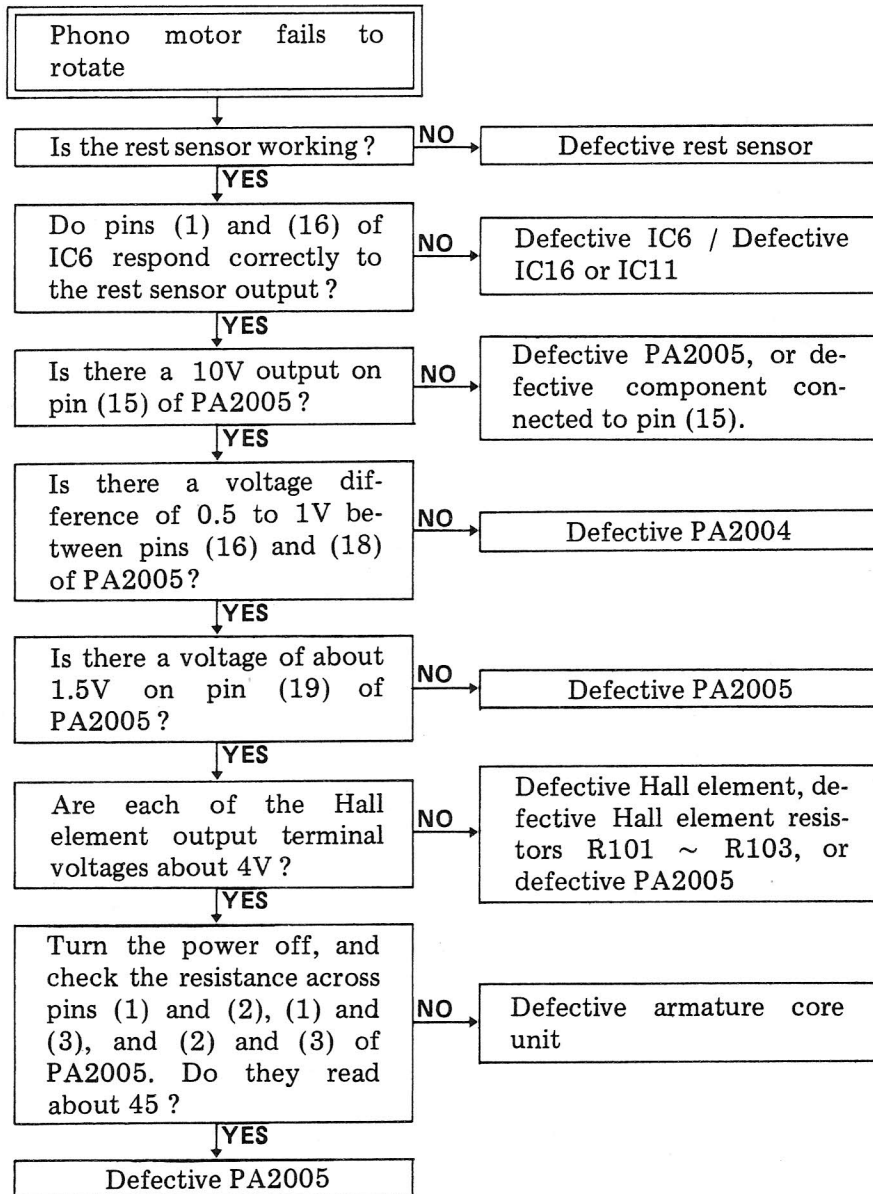 Phono motor fails to
rotate
Is the rest sensor working ?
NO
Defective rest sensor
YES
Do pins (1) and (16) of
IC6 respond correctly to
the rest sensor output ?
NO
Defective IC6 / Defective
IC16 or IC11
YES
Is there a 10V output on
pin (15) of PA2005 ?
NO
Defective PA2005, or de-
fective component con-
nected to pin (15).
YES
Is there a voltage dif-
ference of 0.5 to 1V be-
tween pins (16) and (18)
of PA2005 ?
NO
Defective PA2004
YES
Is there a voltage of about
1.5V on pin (19) of
PA2005 ?
NO
Defective PA2005
YES
Are each of the Hall
element output terminal
voltages about 4V ?
NO
Defective Hall element, de-
fective Hall element resis-
tors R101 ~ R103, or
defective PA2005
YES
Turn the power off, and
check the resistance across
pins (1) and (2), (1) and
(3), and (2) and (3) of
PA2005. Do they read
about 45 ?
NO
Defective armature core
unit
YES
Defective PA2005